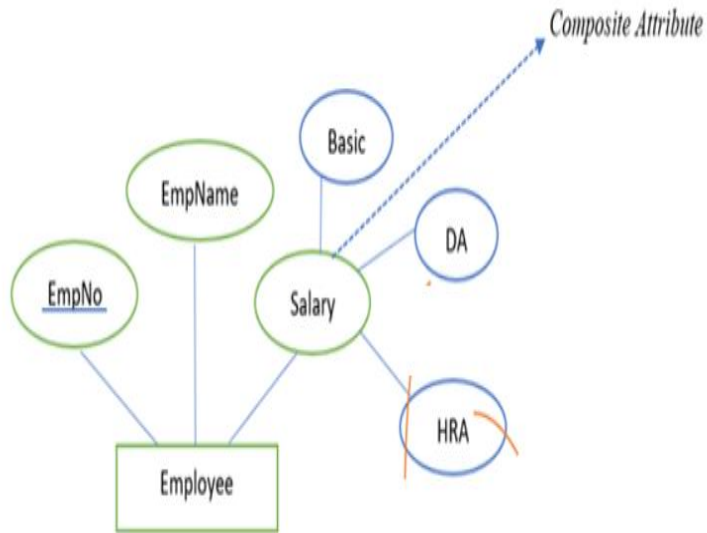 Composite Attribute
Basic
EmpName
DA
EmpNo
Salary
HRA
Employee